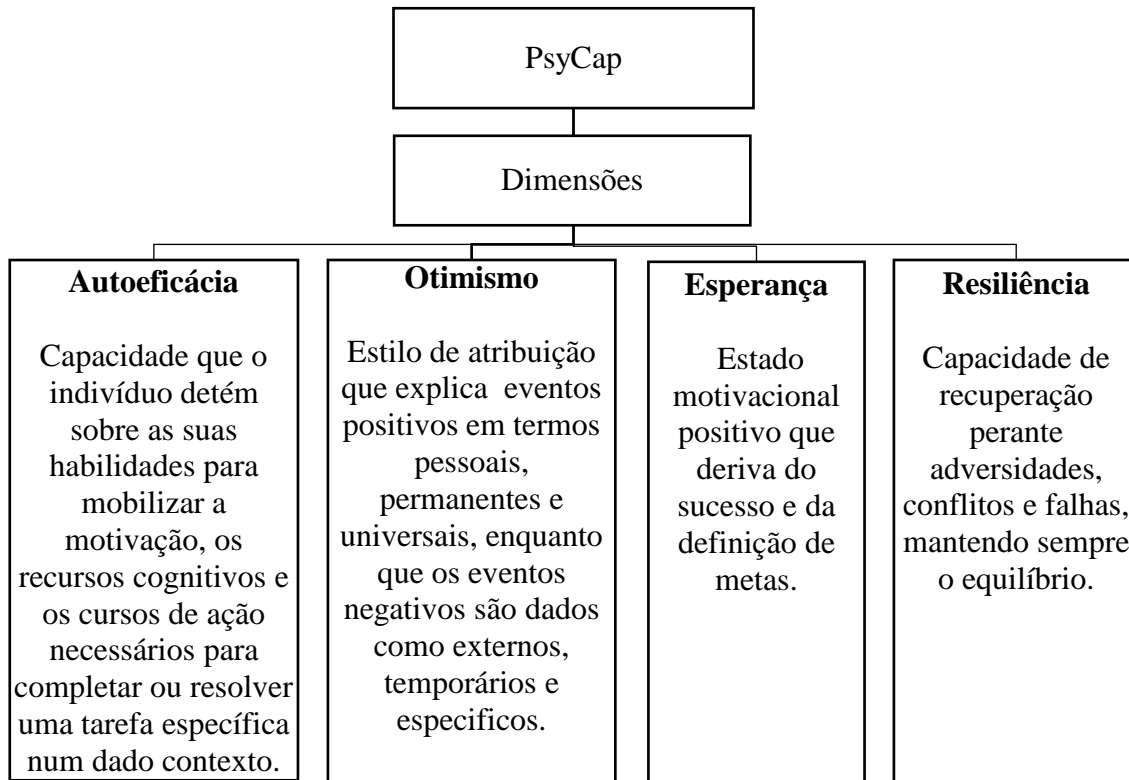 PsyCap
Dimensões
Autoeficácia
Capacidade que o
indivíduo detém
sobre as suas
habilidades para
mobilizar a
motivação, os
recursos cognitivos e
os cursos de ação
necessários para
completar ou resolver
uma tarefa específica
num dado contexto.
Otimismo
Estilo de atribuição
que explica eventos
positivos em termos
pessoais,
permanentes e
universais, enquanto
que os eventos
negativos são dados
como externos,
temporários e
especificos.
Esperança
Estado
motivacional
positivo que
deriva do
sucesso e da
definição de
metas.
Resiliência
Capacidade de
recuperação
perante
adversidades,
conflitos e falhas,
mantendo sempre
o equilíbrio.